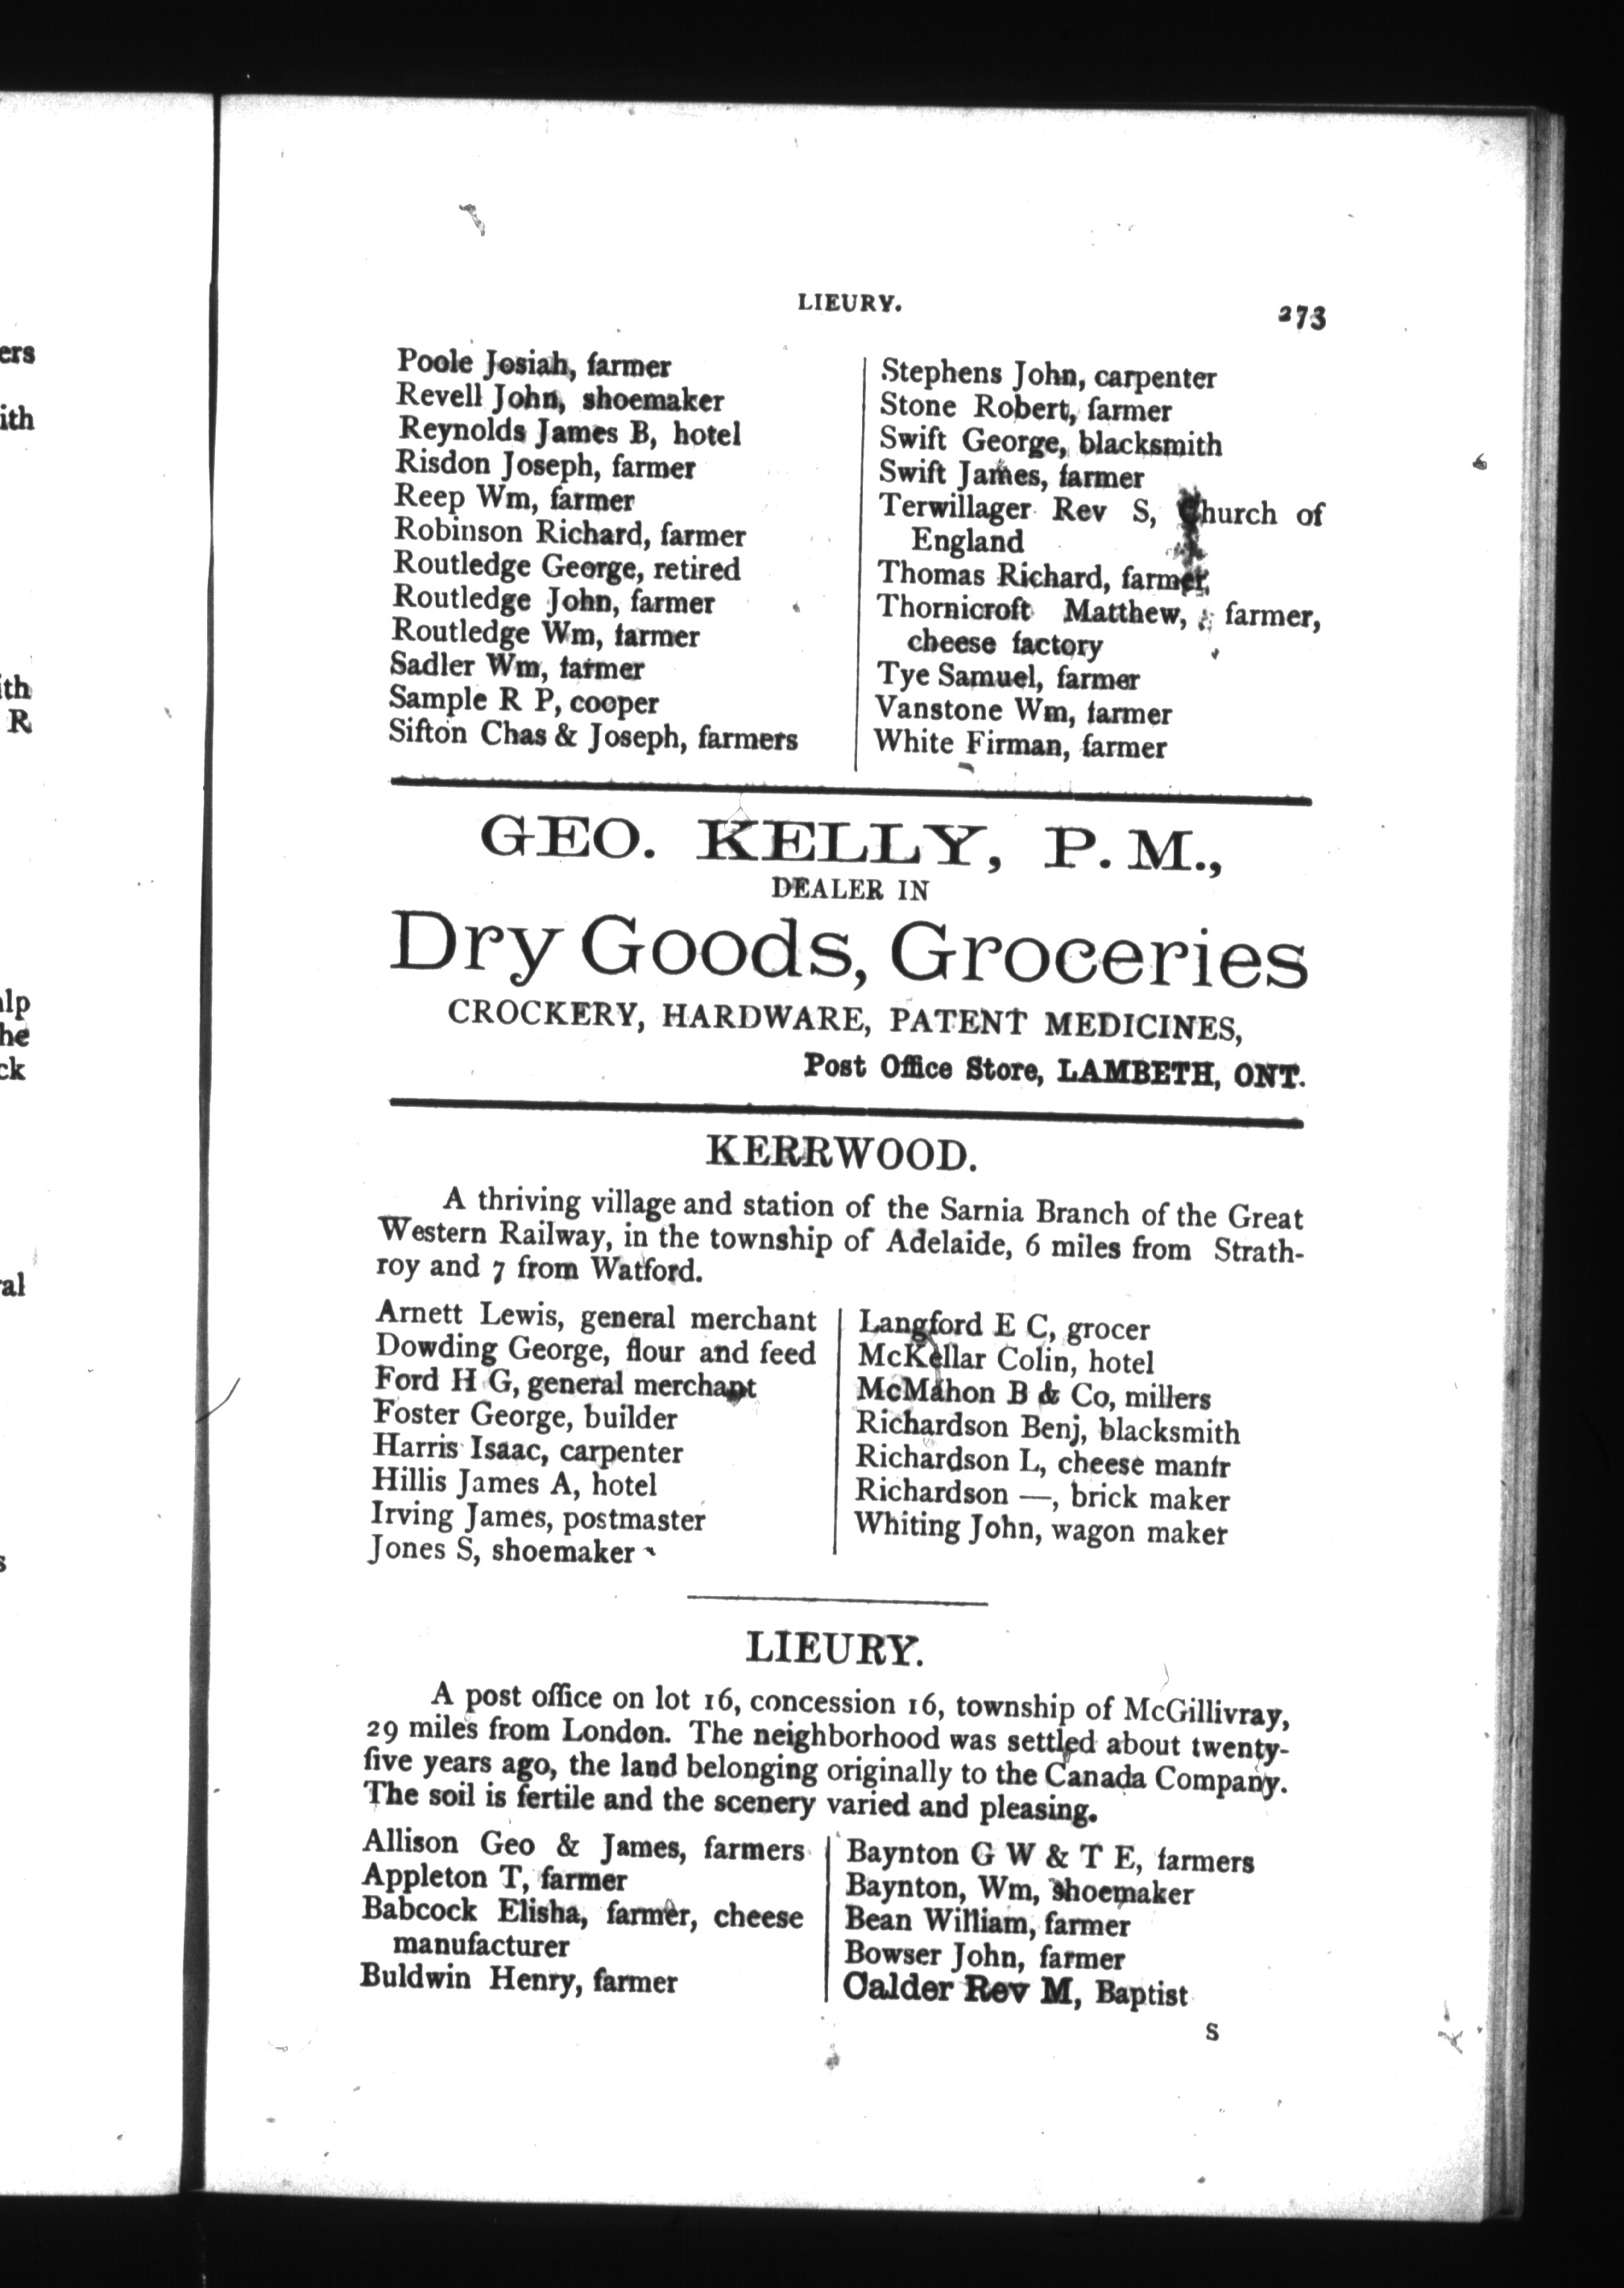 LIEURY.
273
Poole Josiah, farmer
Revell John, shoemaker
Reynolds James B, hotel
Risdon Joseph, farmer
Reep Wm, farmer
Robinson Richard, farmer
Routledge George, retired
Routledge John, farmer
Routledge Wm, farmer
Sadler Wm, farmer
Sample R P, cooper
Sifton Chas & Joseph, farmers
Stephens John, carpenter
Stone Robert, farmer
Swift George, blacksmith
Swift James, farmer
Terwillager Rev S, Church of
England
Thomas Richard, farmer
Thornicroft Matthew, farmer,
cheese factory
Tye Samuel, farmer
Vanstone Wm, farmer
White Firman, farmer
GEO. KELLY, P. M.,
DEALER IN
Dry Goods, Groceries
CROCKERY, HARDWARE, PATENT MEDICINES,
Post Office Store, LAMBETH, ONT.
KERRWOOD.
A thriving village and station of the Sarnia Branch of the Great
Western Railway, in the township of Adelaide, 6 miles from Strath-
roy and 7 from Watford.
Arnett Lewis, general merchant
Dowding George, flour and feed
Ford H G, general merchant
Foster George, builder
Harris Isaac, carpenter
Hillis James A, hotel
Irving James, postmaster
Jones S, shoemaker
Langford E C, grocer
McKellar Colin, hotel
McMahon B & Co, millers
Richardson Benj, blacksmith
Richardson L, cheese manfr
Richardson —, brick maker
Whiting John, wagon maker
LIEURY.
A post office on lot 16, concession 16, township of McGillivray,
29 miles from London. The neighborhood was settled about twenty-
five years ago, the land belonging originally to the Canada Company.
The soil is fertile and the scenery varied and pleasing.
Allison Geo & James, farmers
Appleton T, farmer
Babcock Elisha, farmer, cheese
manufacturer
Buldwin Henry, farmer
Baynton G W & T E, farmers
Baynton, Wm, shoemaker
Bean William, farmer
Bowser John, farmer
Calder Rev M, Baptist
S